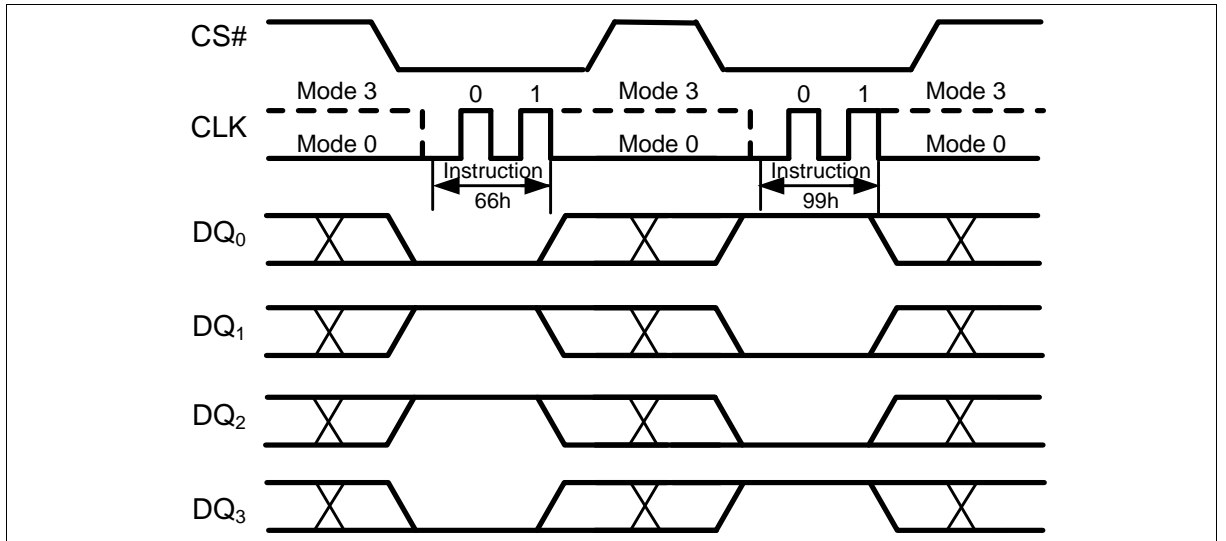 CS#
Mode 3 0 1 Mode 3 0 1 Mode 3
CLK
Mode 0 Mode 0 Mode 0
Instruction Instruction
66h 99h
DQ0
DQ1
DQ2
DQ3